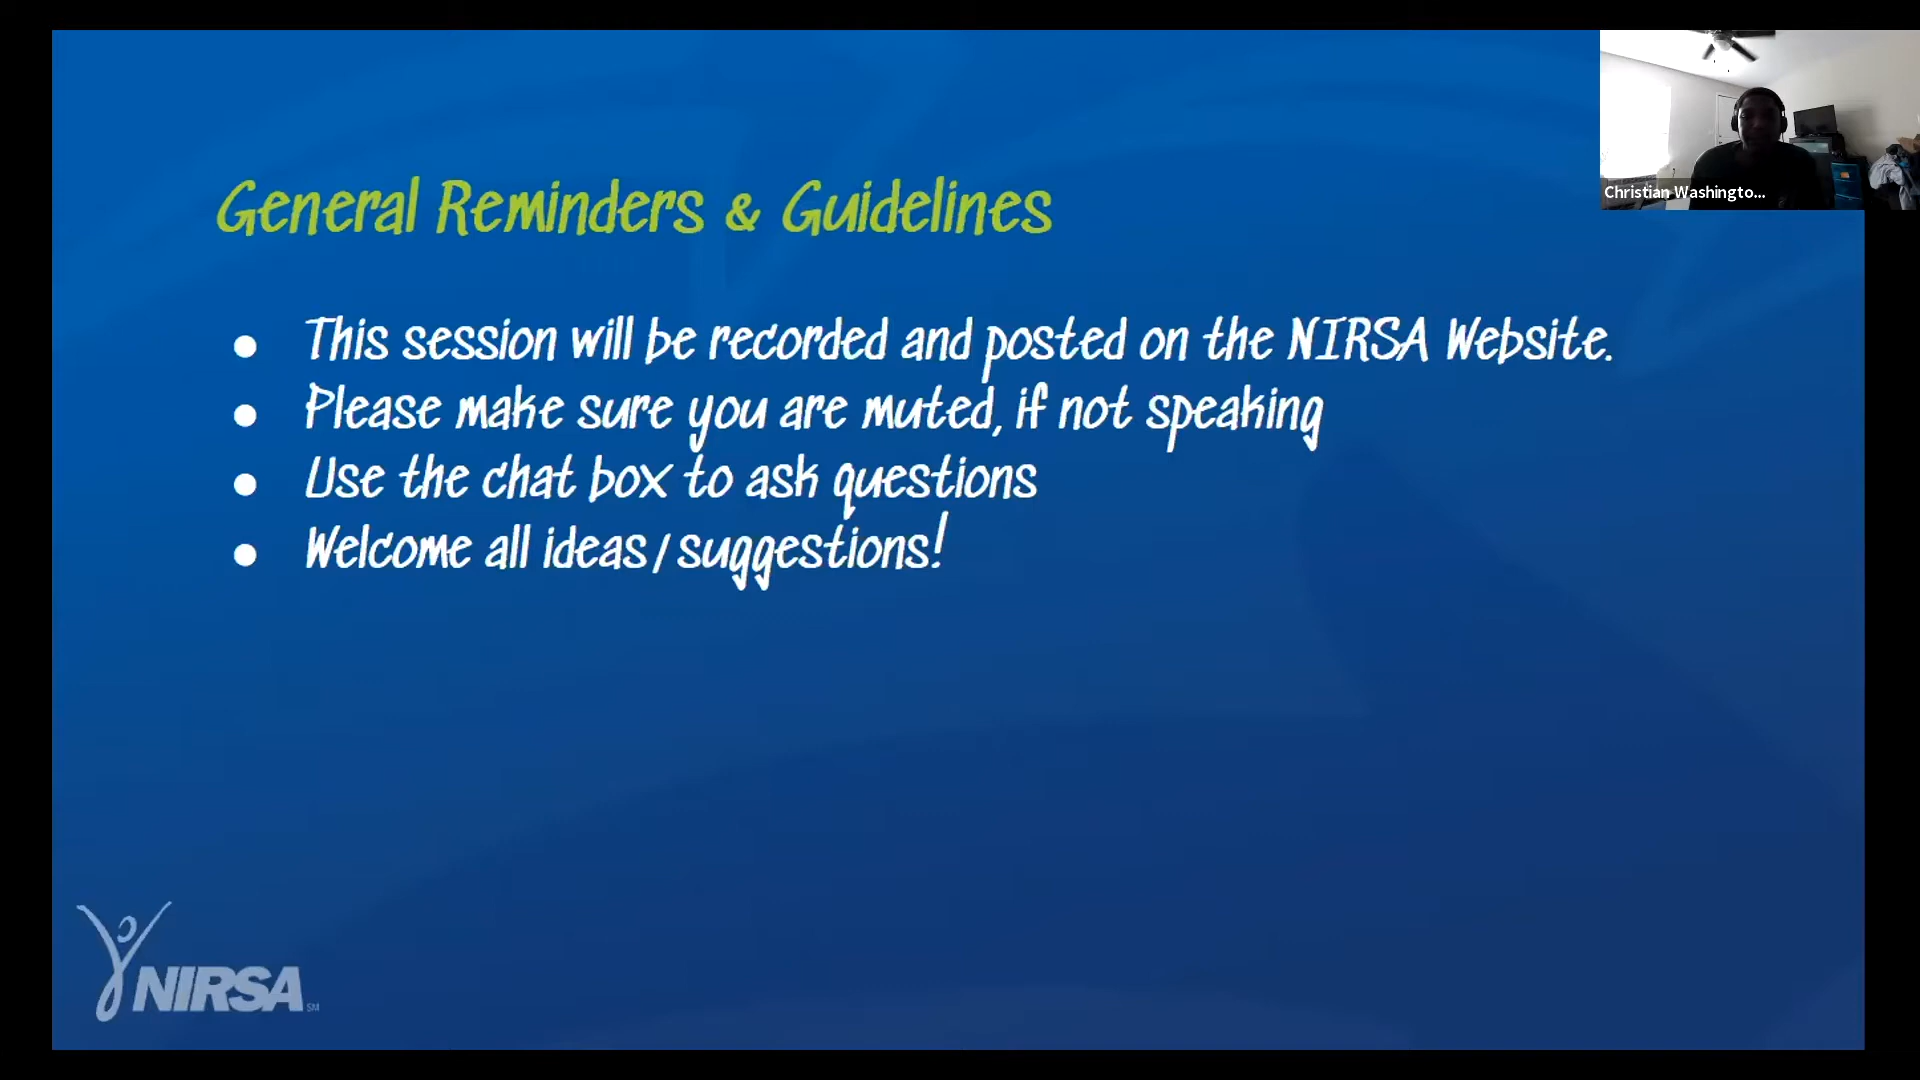 Christian Washingto...
General Reminders & Guidelines
● This session will be recorded and posted on the NIRSA Website.
● Please make sure you are muted, if not speaking
● Use the chat box to ask questions
● Welcome all ideas/suggestions!
NIRSA SM